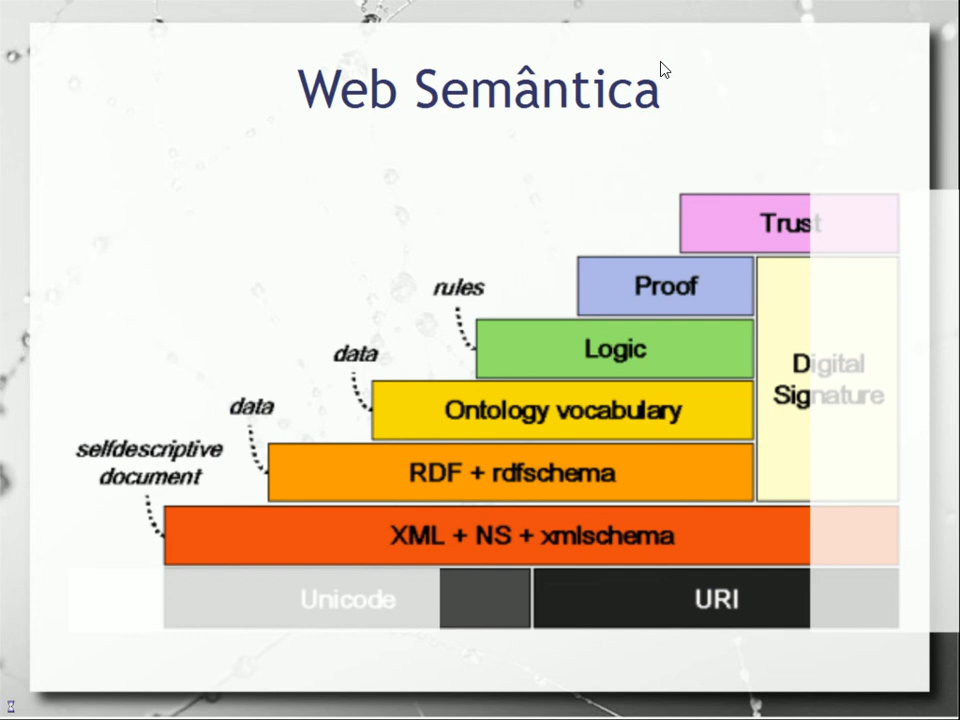 Web Semântica
Trust
Proof
rules
Logic
data
Digital
Signature
Ontology vocabulary
data
RDF + rdfschema
selfdescriptive
document
XML + NS + xmlschema
Unicode
URI